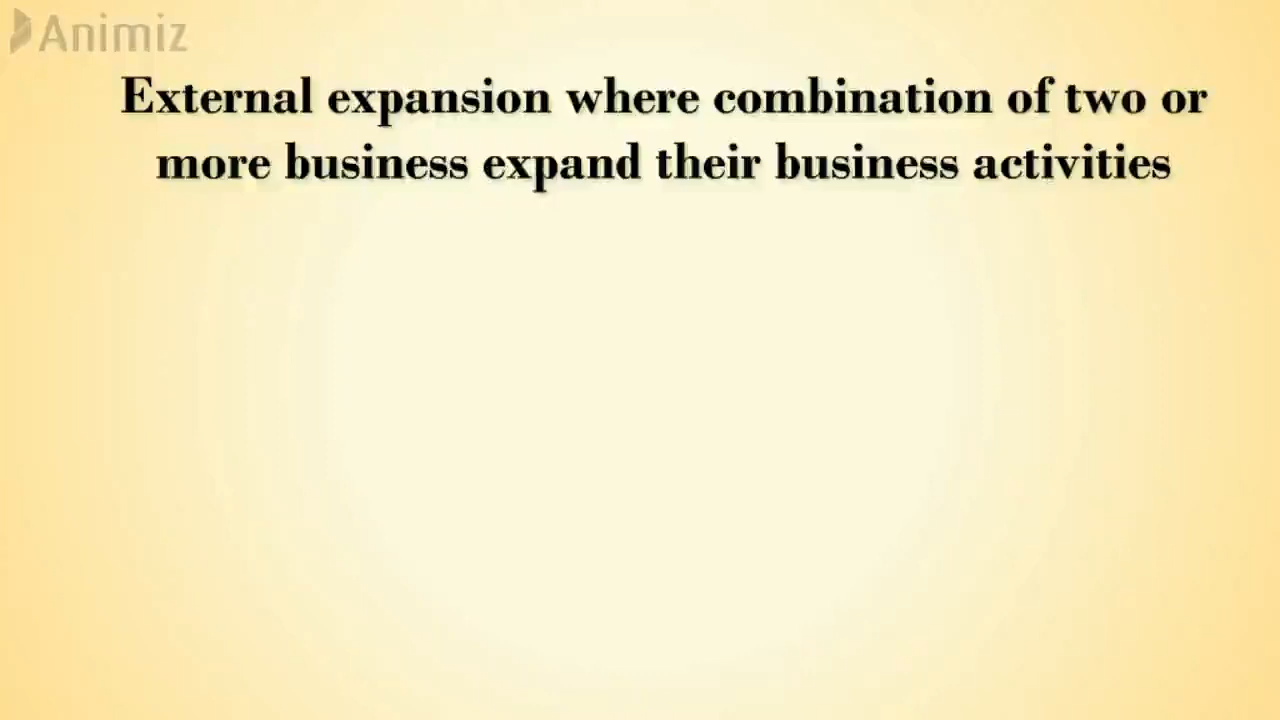 Animiz
External expansion where combination of two or
more business expand their business activities